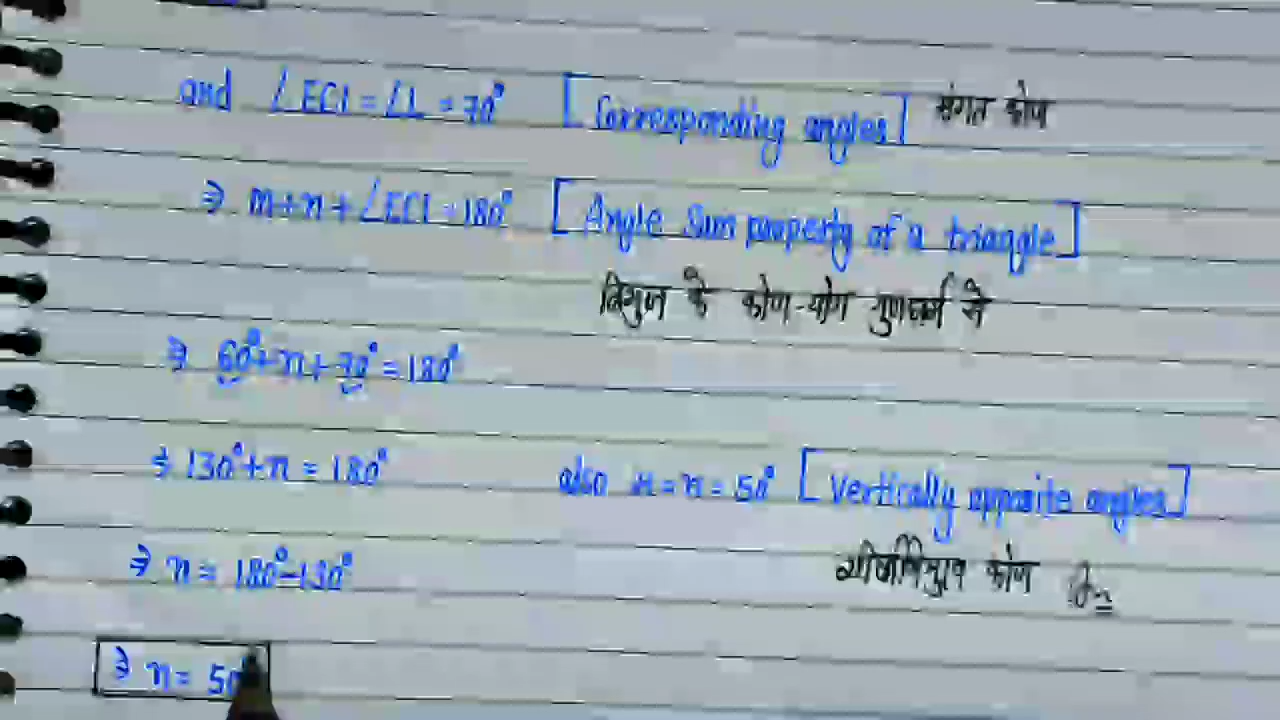 and ∠ECI = ∠L = 70° [Corresponding angles] संगत कोण
⇒ m+n+∠ECI = 180° [Angle Sum property of a triangle]
त्रिभुज के कोण-योग गुणधर्म से
⇒ 60°+n+70° = 180°
⇒ 130°+n = 180° also x = n = 50° [Vertically opposite angles]
⇒ n = 180°-130° शीर्षाभिमुख कोण
⇒ n = 50°